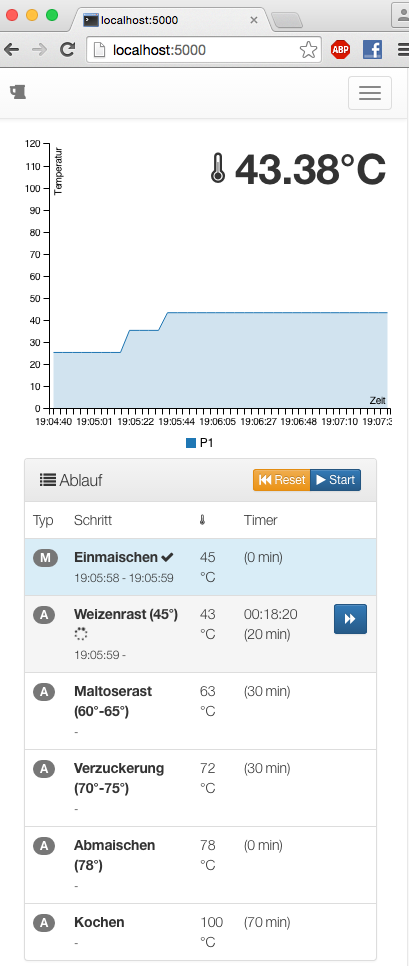 localhost:5000
localhost:5000
ABP
f
43.38°C
Temperatur
120
110
100
90
80
70
60
50
40
30
20
10
0
Zeit
19:04:40 19:05:01 19:05:22 19:05:44 19:06:05 19:06:27 19:06:48 19:07:10
P1
Ablauf Reset Start
Typ Schritt Timer
M Einmaischen 45 (0 min)
°C
19:05:58 - 19:05:59
A Weizenrast (45°) 43 00:18:20
°C (20 min)
19:05:59 -
A Maltoserast 63 (30 min)
(60°-65°) °C
-
A Verzuckerung 72 (30 min)
(70°-75°) °C
-
A Abmaischen 78 (0 min)
(78°) °C
-
A Kochen 100 (70 min)
- °C